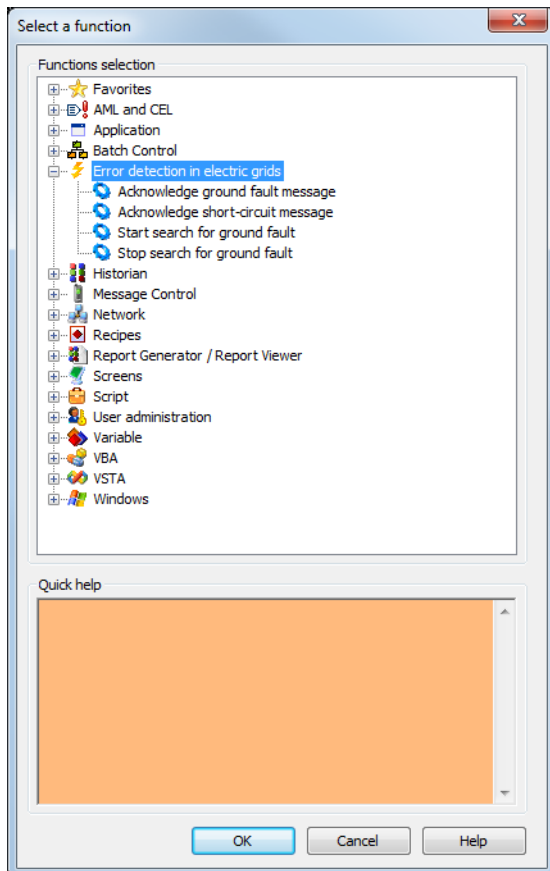 Select a function
Functions selection
Favorites
AML and CEL
Application
Batch Control
Error detection in electric grids
Acknowledge ground fault message
Acknowledge short-circuit message
Start search for ground fault
Stop search for ground fault
Historian
Message Control
Network
Recipes
Report Generator / Report Viewer
Screens
Script
User administration
Variable
VBA
VSTA
Windows
Quick help
OK Cancel Help